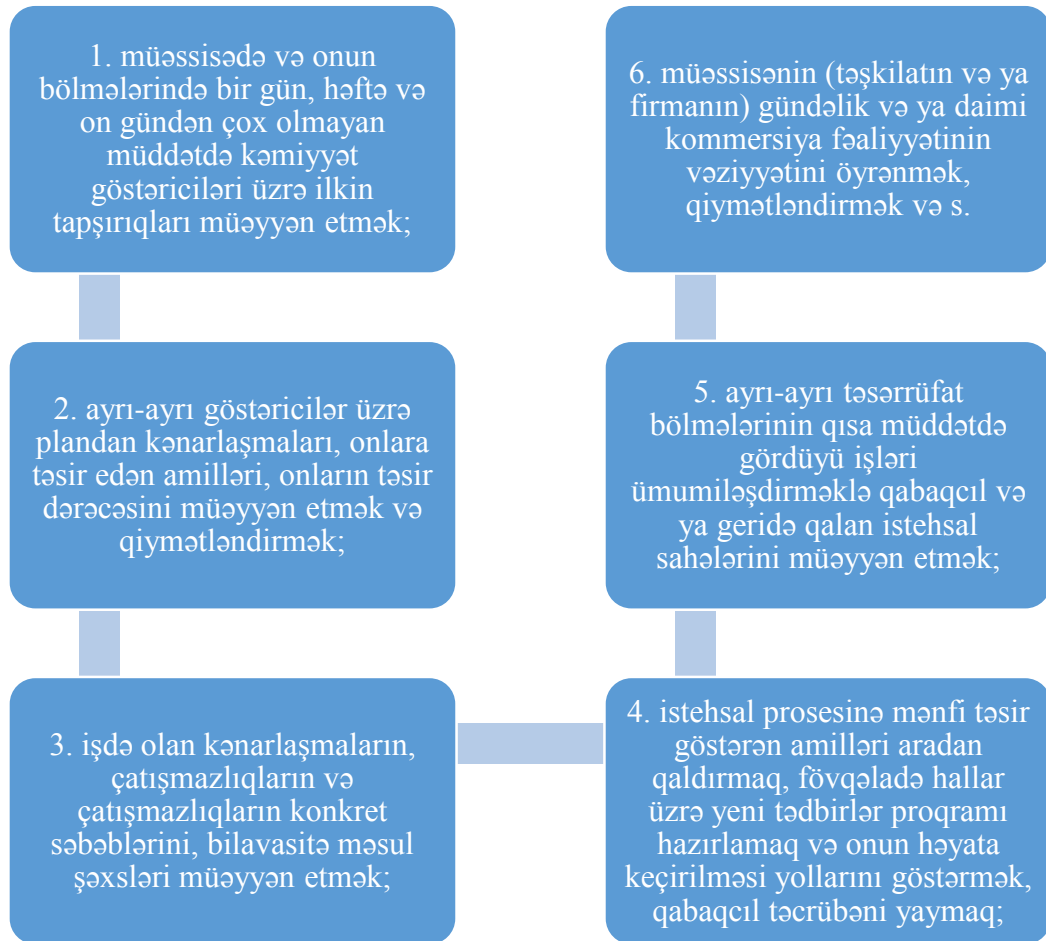 1. müəssisədə və onun
bölmələrində bir gün, həftə və
on gündən çox olmayan
müddətdə kəmiyyət
göstəriciləri üzrə ilkin
tapşırıqları müəyyən etmək;
2. ayrı-ayrı göstəricilər üzrə
plandan kənarlaşmaları, onlara
təsir edən amilləri, onların təsir
dərəcəsini müəyyən etmək və
qiymətləndirmək;
3. işdə olan kənarlaşmaların,
çatışmazlıqların və
çatışmazlıqların konkret
səbəblərini, bilavasitə məsul
şəxsləri müəyyən etmək;
4. istehsal prosesinə mənfi təsir
göstərən amilləri aradan
qaldırmaq, fövqəladə hallar
üzrə yeni tədbirlər proqramı
hazırlamaq və onun həyata
keçirilməsi yollarını göstərmək,
qabaqcıl təcrübəni yaymaq;
5. ayrı-ayrı təsərrüfat
bölmələrinin qısa müddətdə
gördüyü işləri
ümumiləşdirməklə qabaqcıl və
ya geridə qalan istehsal
sahələrini müəyyən etmək;
6. müəssisənin (təşkilatın və ya
firmanın) gündəlik və ya daimi
kommersiya fəaliyyətinin
vəziyyətini öyrənmək,
qiymətləndirmək və s.